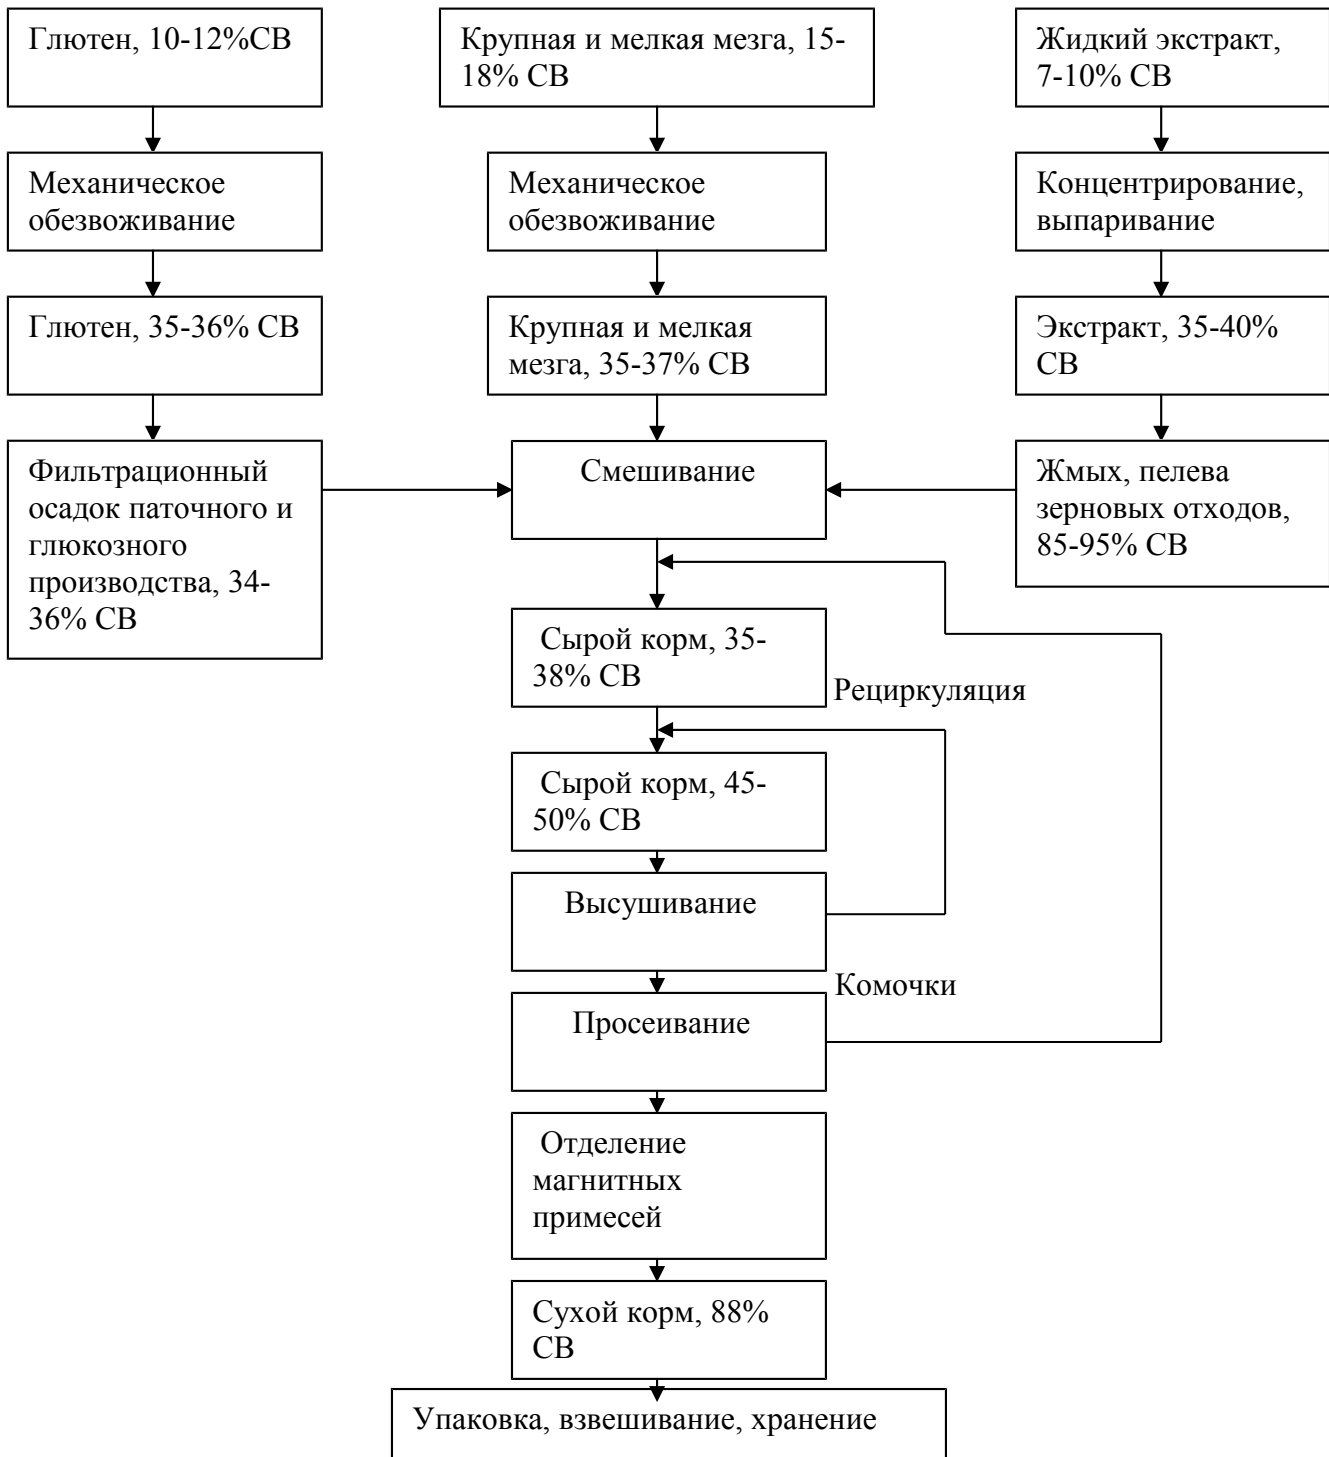 Глютен, 10-12%СВ
Крупная и мелкая мезга, 15-
18% СВ
Жидкий экстракт,
7-10% СВ
Механическое
обезвоживание
Механическое
обезвоживание
Концентрирование,
выпаривание
Глютен, 35-36% СВ
Крупная и мелкая
мезга, 35-37% СВ
Экстракт, 35-40%
СВ
Фильтрационный
осадок паточного и
глюкозного
производства, 34-
36% СВ
Смешивание
Жмых, пелева
зерновых отходов,
85-95% СВ
Сырой корм, 35-
38% СВ
Рециркуляция
Сырой корм, 45-
50% СВ
Высушивание
Комочки
Просеивание
Отделение
магнитных
примесей
Сухой корм, 88%
СВ
Упаковка, взвешивание, хранение